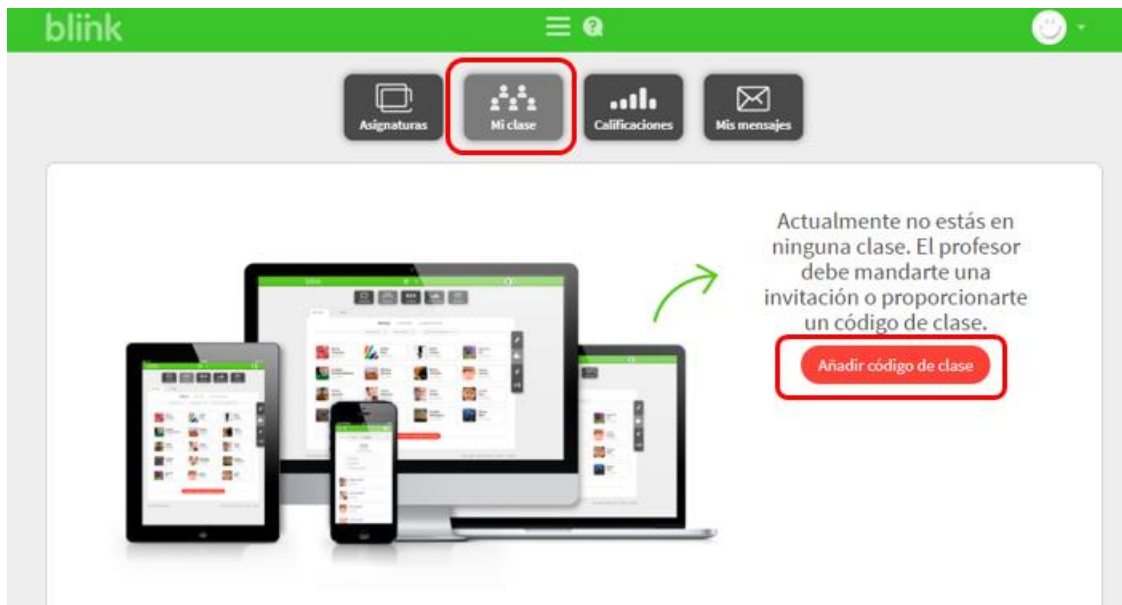 blink
Asignaturas
Mi clase
Calificaciones
Mis mensajes
Actualmente no estás en
ninguna clase. El profesor
debe mandarte una
invitación o proporcionarte
un código de clase.
Añadir código de clase